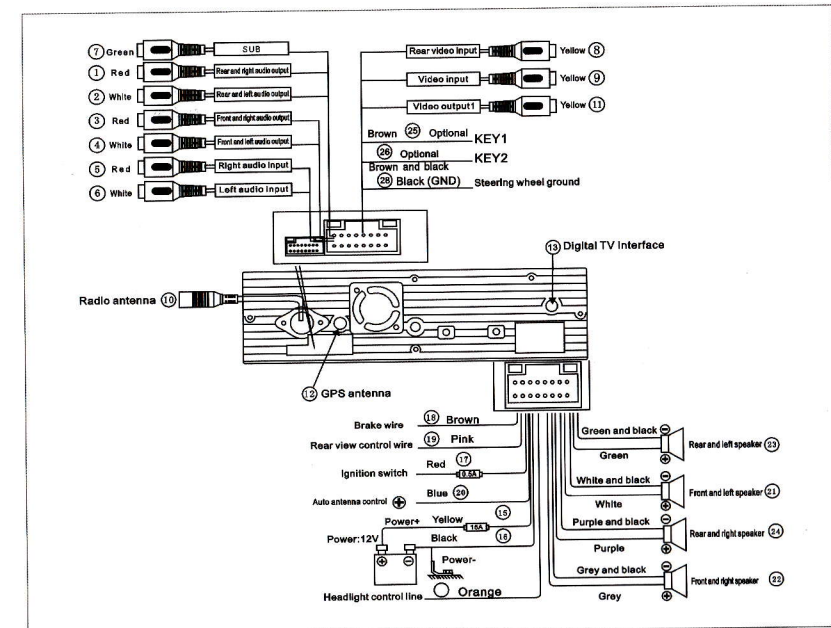 ⑦ Green SUB
① Red Rear and right audio output
② White Rear and left audio output
③ Red Front and right audio output
④ White Front and left audio output
⑤ Red Right audio input
⑥ White Left audio input
Rear video input Yellow ⑧
Video input Yellow ⑨
Video output1 Yellow ⑪
Brown ㉕ Optional KEY1
㉖ Optional KEY2
Brown and black
㉘ Black (GND) Steering wheel ground
⑬ Digital TV Interface
Radio antenna ⑩
⑫ GPS antenna
Brake wire ⑱ Brown
Rear view control wire ⑲ Pink
Ignition switch Red ⑰ 0.5A
Auto antenna control Blue ⑳
Power+ Yellow 15A ⑮
Power:12V Black ⑯
Power-
Headlight control line Orange
Green and black
Green
Rear and left speaker ㉓
White and black
White
Front and left speaker ㉑
Purple and black
Purple
Rear and right speaker ㉔
Grey and black
Grey
Front and right speaker ㉒